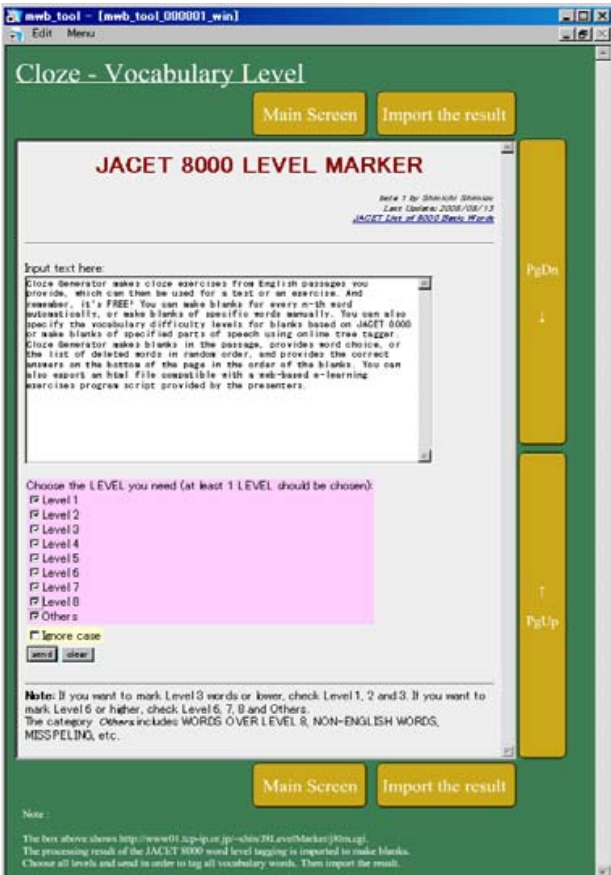 mwb_tool - [mwb_tool_000001_win]
Edit Menu
Cloze - Vocabulary Level
Main Screen
Import the result
JACET 8000 LEVEL MARKER
beta 1 by Shinichi Shimizu
Last Update: 2008/08/13
JACET List of 8000 Basic Words
Input text here:
Cloze Generator makes cloze exercises from English passages you
provide, which can then be used for a test or an exercise. And
remember, it's FREE! You can make blanks for every n-th word
automatically, or make blanks of specific words manually. You can also
specify the vocabulary difficulty levels for blanks based on JACET 8000
or make blanks of specified parts of speech using online tree tagger.
Cloze Generator makes blanks in the passage, provides word choice, or
the list of deleted words in random order, and provides the correct
answers on the bottom of the page in the order of the blanks. You can
also export an html file compatible with a web-based e-learning
exercises program script provided by the presenters.
PgDn
↓
Choose the LEVEL you need (at least 1 LEVEL should be chosen):
Level 1
Level 2
Level 3
Level 4
Level 5
Level 6
Level 7
Level 8
Others
Ignore case
send clear
↑
PgUp
Note: If you want to mark Level 3 words or lower, check Level 1, 2 and 3. If you want to
mark Level 6 or higher, check Level 6, 7, 8 and Others.
The category Others includes WORDS OVER LEVEL 8, NON-ENGLISH WORDS,
MISSPELING, etc.
Main Screen
Import the result
Note :
The box above shows
The processing result of the JACET 8000 word level tagging is imported to make blanks.
Choose all levels and send in order to tag all vocabulary words. Then import the result.